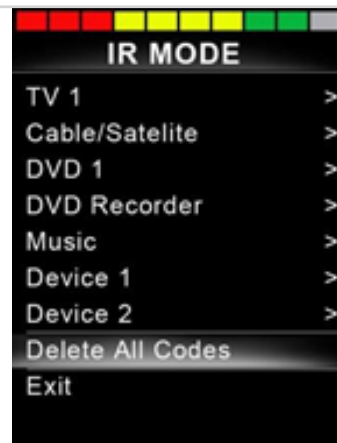 IR MODE
TV 1 >
Cable/Satelite >
DVD 1 >
DVD Recorder >
Music >
Device 1 >
Device 2 >
Delete All Codes
Exit